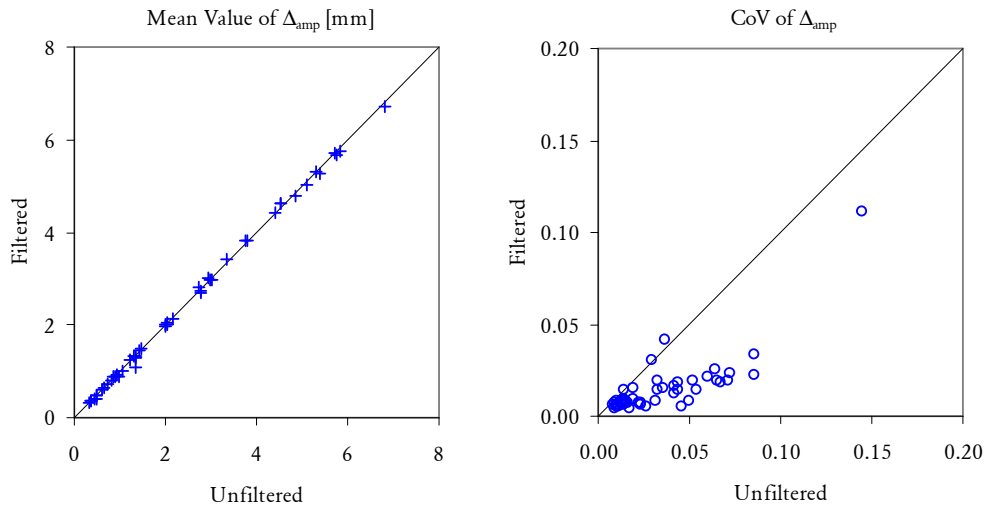 Mean Value of Δamp [mm]
8
6
4
2
0
0 2 4 6 8
Filtered
Unfiltered
CoV of Δamp
0.20
0.15
0.10
0.05
0.00
0.00 0.05 0.10 0.15 0.20
Filtered
Unfiltered